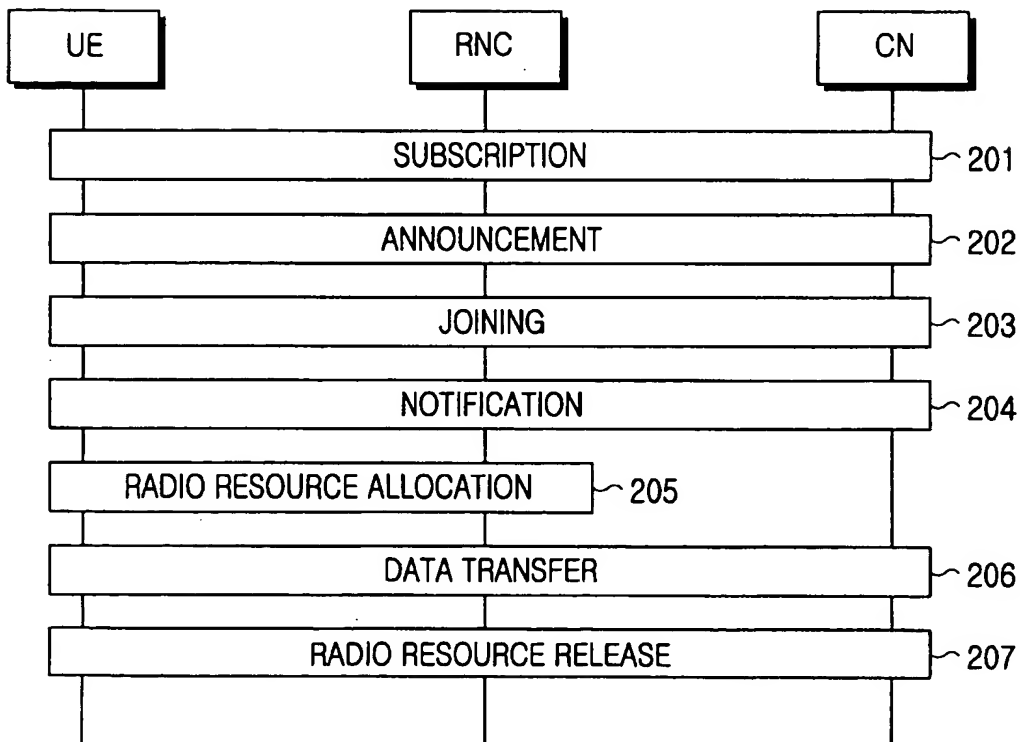 UE RNC CN
SUBSCRIPTION 201
ANNOUNCEMENT 202
JOINING 203
NOTIFICATION 204
RADIO RESOURCE ALLOCATION 205
DATA TRANSFER 206
RADIO RESOURCE RELEASE 207